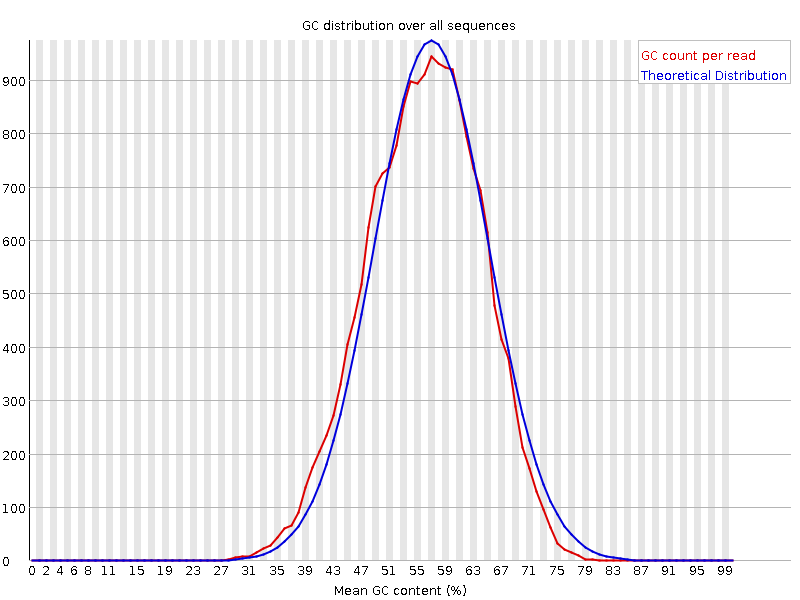 GC distribution over all sequences
GC count per read
Theoretical Distribution
900
800
700
600
500
400
300
200
100
0
0 2 4 6 8 11 15 19 23 27 31 35 39 43 47 51 55 59 63 67 71 75 79 83 87 91 95 99
Mean GC content (%)